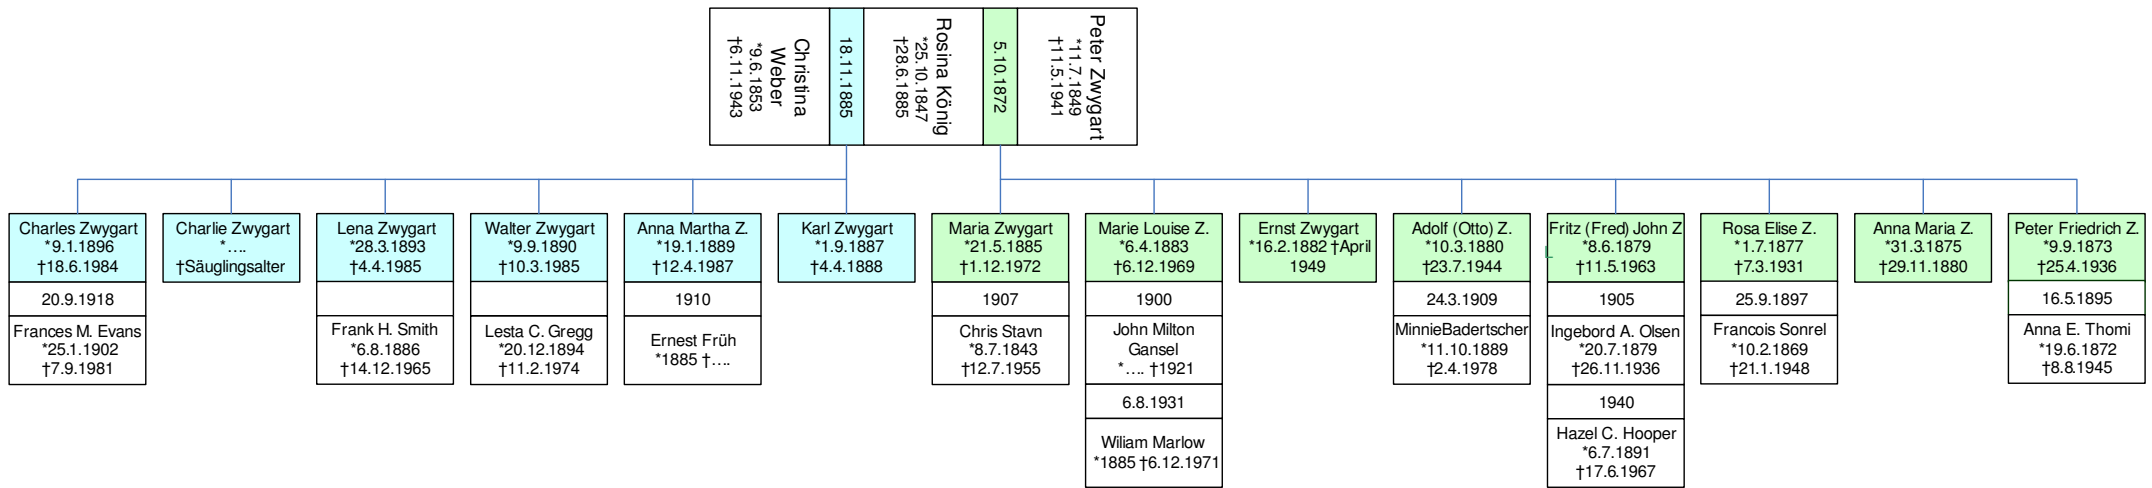 Christina
Weber
*9.6.1853
†6.11.1943
18.11.1885
Rosina König
*25.10.1847
†28.6.1885
5.10.1872
Peter Zwygart
*11.7.1849
†11.5.1941
Charles Zwygart
*9.1.1896
†18.6.1984
20.9.1918
Frances M. Evans
*25.1.1902
†7.9.1981
Charlie Zwygart
*….
†Säuglingsalter
Lena Zwygart
*28.3.1893
†4.4.1985
Frank H. Smith
*6.8.1886
†14.12.1965
Walter Zwygart
*9.9.1890
†10.3.1985
Lesta C. Gregg
*20.12.1894
†11.2.1974
Anna Martha Z.
*19.1.1889
†12.4.1987
1910
Ernest Früh
*1885 †….
Karl Zwygart
*1.9.1887
†4.4.1888
Maria Zwygart
*21.5.1885
†1.12.1972
1907
Chris Stavn
*8.7.1843
†12.7.1955
Marie Louise Z.
*6.4.1883
†6.12.1969
1900
John Milton
Gansel
*…. †1921
6.8.1931
Wiliam Marlow
*1885 †6.12.1971
Ernst Zwygart
*16.2.1882 †April
1949
Adolf (Otto) Z.
*10.3.1880
†23.7.1944
24.3.1909
MinnieBadertscher
*11.10.1889
†2.4.1978
Fritz (Fred) John Z
*8.6.1879
†11.5.1963
1905
Ingebord A. Olsen
*20.7.1879
†26.11.1936
1940
Hazel C. Hooper
*6.7.1891
†17.6.1967
Rosa Elise Z.
*1.7.1877
†7.3.1931
25.9.1897
Francois Sonrel
*10.2.1869
†21.1.1948
Anna Maria Z.
*31.3.1875
†29.11.1880
Peter Friedrich Z.
*9.9.1873
†25.4.1936
16.5.1895
Anna E. Thomi
*19.6.1872
†8.8.1945